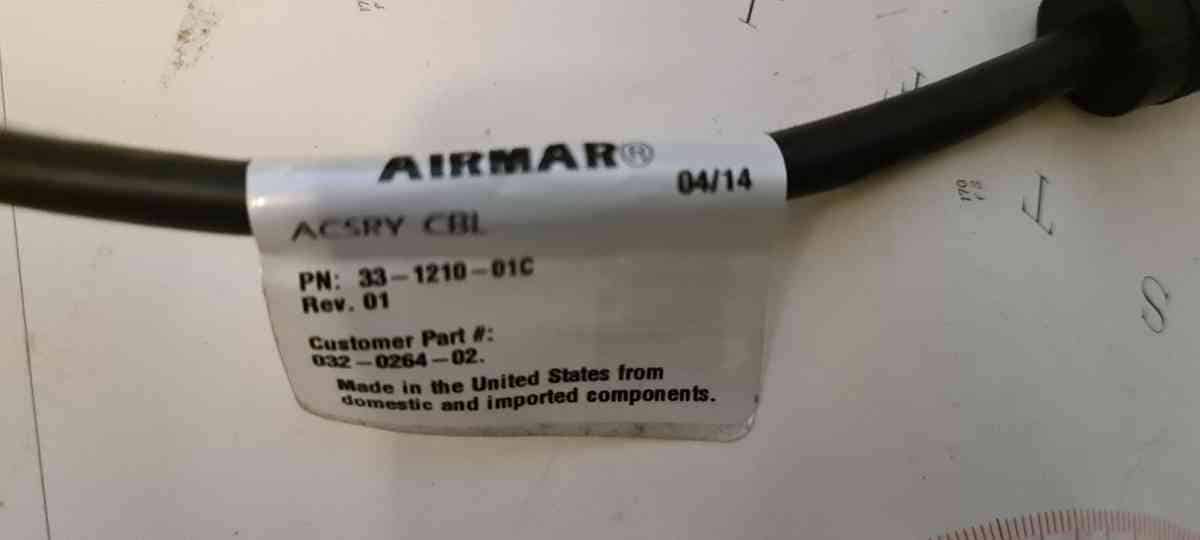 AIRMAR®
04/14
ACSRY CBL
PN: 33-1210-01C
Rev. 01
Customer Part #:
032-0264-02.
Made in the United States from
domestic and imported components.